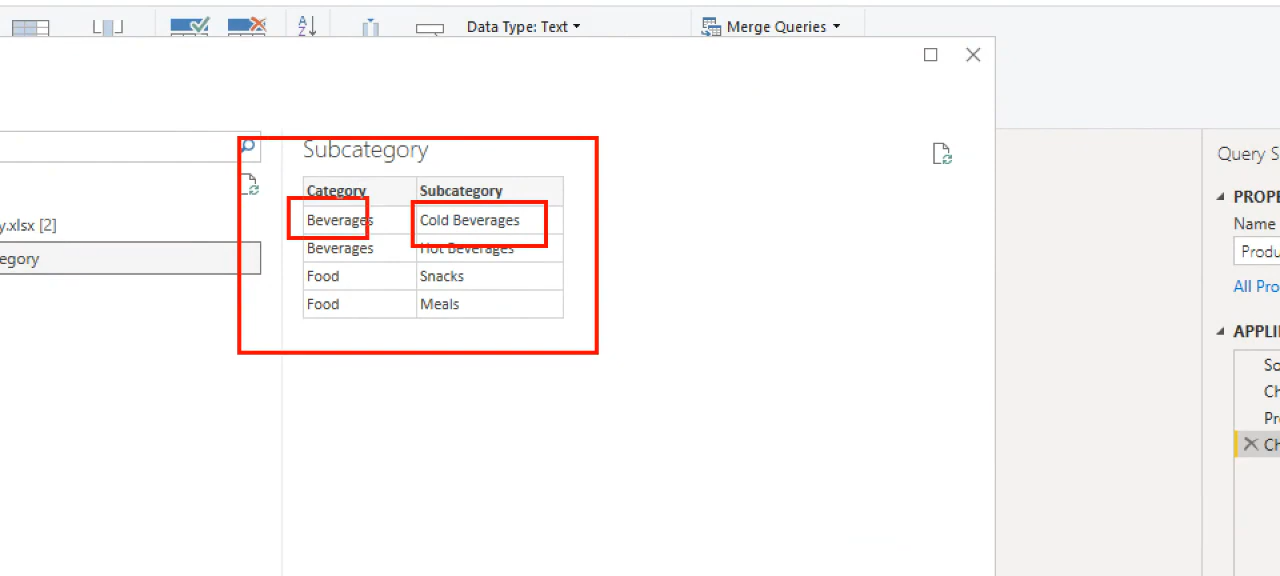 Data Type: Text
Merge Queries
Subcategory
Category Subcategory
Beverages Cold Beverages
Beverages Hot Beverages
Food Snacks
Food Meals
y.xlsx [2]
egory
Query S
PROPE
Name
Produ
All Pro
APPLI
So
Ch
Pr
Ch